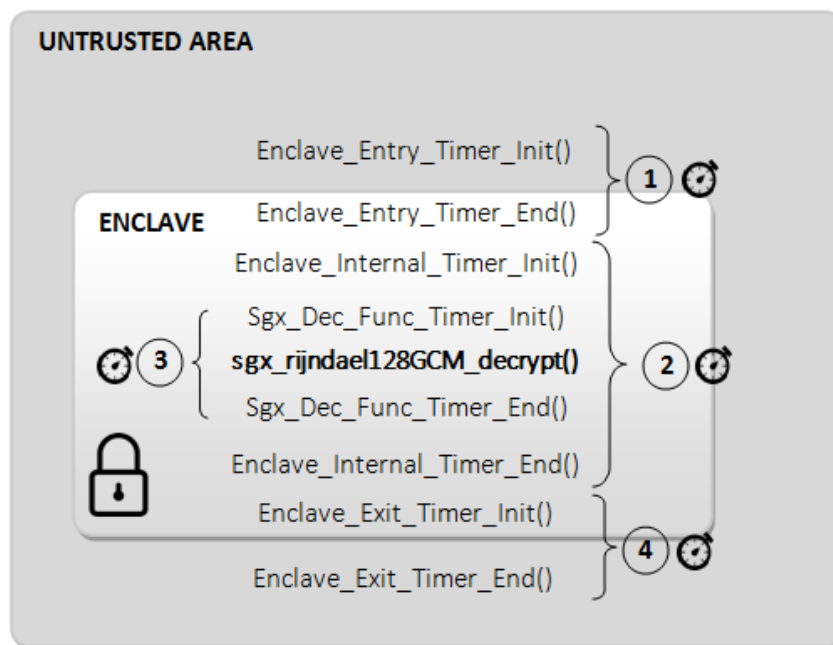 UNTRUSTED AREA
Enclave_Entry_Timer_Init()
1
ENCLAVE
Enclave_Entry_Timer_End()
Enclave_Internal_Timer_Init()
Sgx_Dec_Func_Timer_Init()
3
sgx_rijndael128GCM_decrypt()
2
Sgx_Dec_Func_Timer_End()
Enclave_Internal_Timer_End()
Enclave_Exit_Timer_Init()
4
Enclave_Exit_Timer_End()